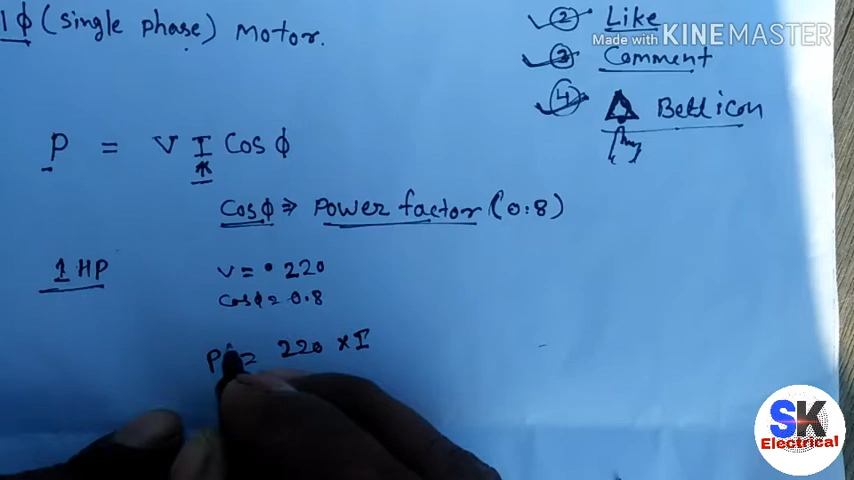 1 ϕ (single phase) Motor.
② Like
Made with KINEMASTER
③ Comment
④ Bell icon
P = V I Cos ϕ
Cosϕ ⇒ Power factor (0.8)
1 HP
V = 220
Cosϕ = 0.8
P = 220 × I
SK
Electrical